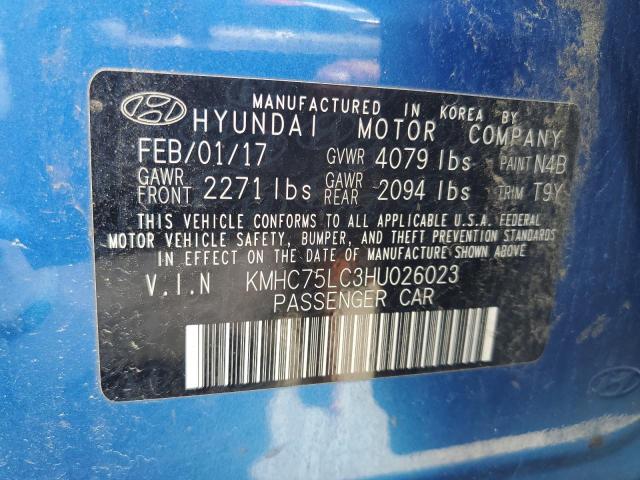 MANUFACTURED IN KOREA BY
HYUNDAI MOTOR COMPANY
FEB/01/17 GVWR 4079 lbs PAINT N4B
GAWR FRONT 2271 lbs GAWR REAR 2094 lbs TRIM T9Y
THIS VEHICLE CONFORMS TO ALL APPLICABLE U.S.A. FEDERAL
MOTOR VEHICLE SAFETY, BUMPER, AND THEFT PREVENTION STANDARDS
IN EFFECT ON THE DATE OF MANUFACTURE SHOWN ABOVE.
V.I.N KMHC75LC3HU026023
PASSENGER CAR